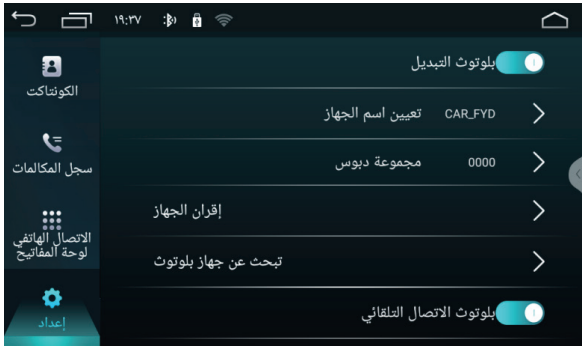 ١٩:٣٧
الكونتاكت
سجل المكالمات
الاتصال الهاتفي
لوحة المفاتيح
إعداد
بلوتوث التبديل
تعيين اسم الجهاز CAR_FYD
مجموعة دبوس 0000
إقران الجهاز
تبحث عن جهاز بلوتوث
بلوتوث الاتصال التلقائي